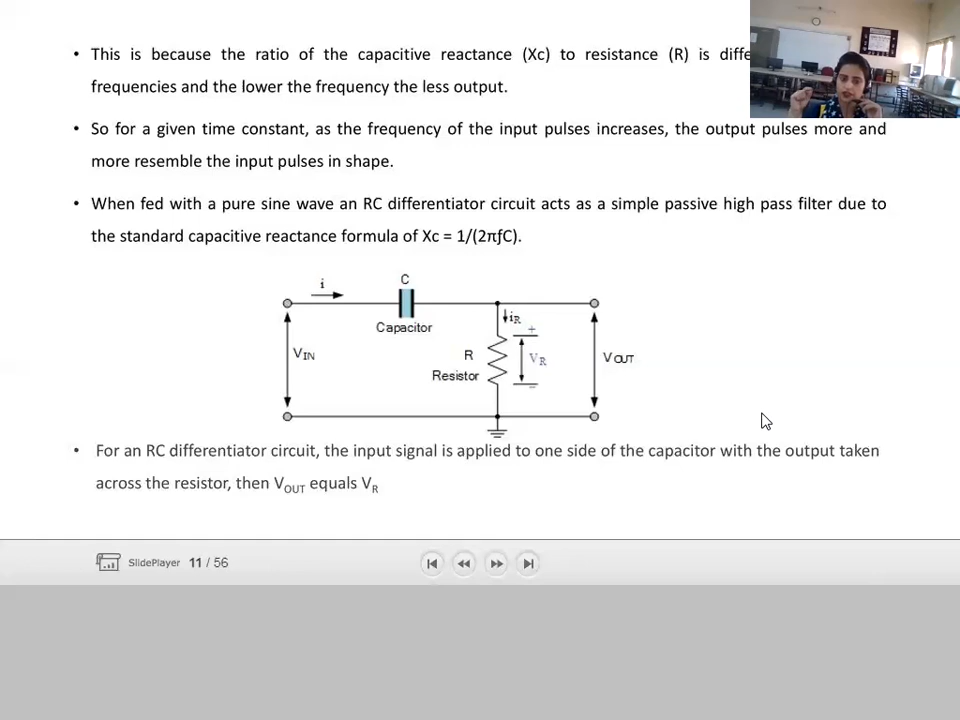 • This is because the ratio of the capacitive reactance (Xc) to resistance (R) is
frequencies and the lower the frequency the less output.
• So for a given time constant, as the frequency of the input pulses increases, the output pulses more and
more resemble the input pulses in shape.
• When fed with a pure sine wave an RC differentiator circuit acts as a simple passive high pass filter due to
the standard capacitive reactance formula of Xc = 1/(2πƒC).
i
C
Capacitor
iR
+
VIN
R
VR
VOUT
Resistor
−
• For an RC differentiator circuit, the input signal is applied to one side of the capacitor with the output taken
across the resistor, then VOUT equals VR
SlidePlayer 11 / 56